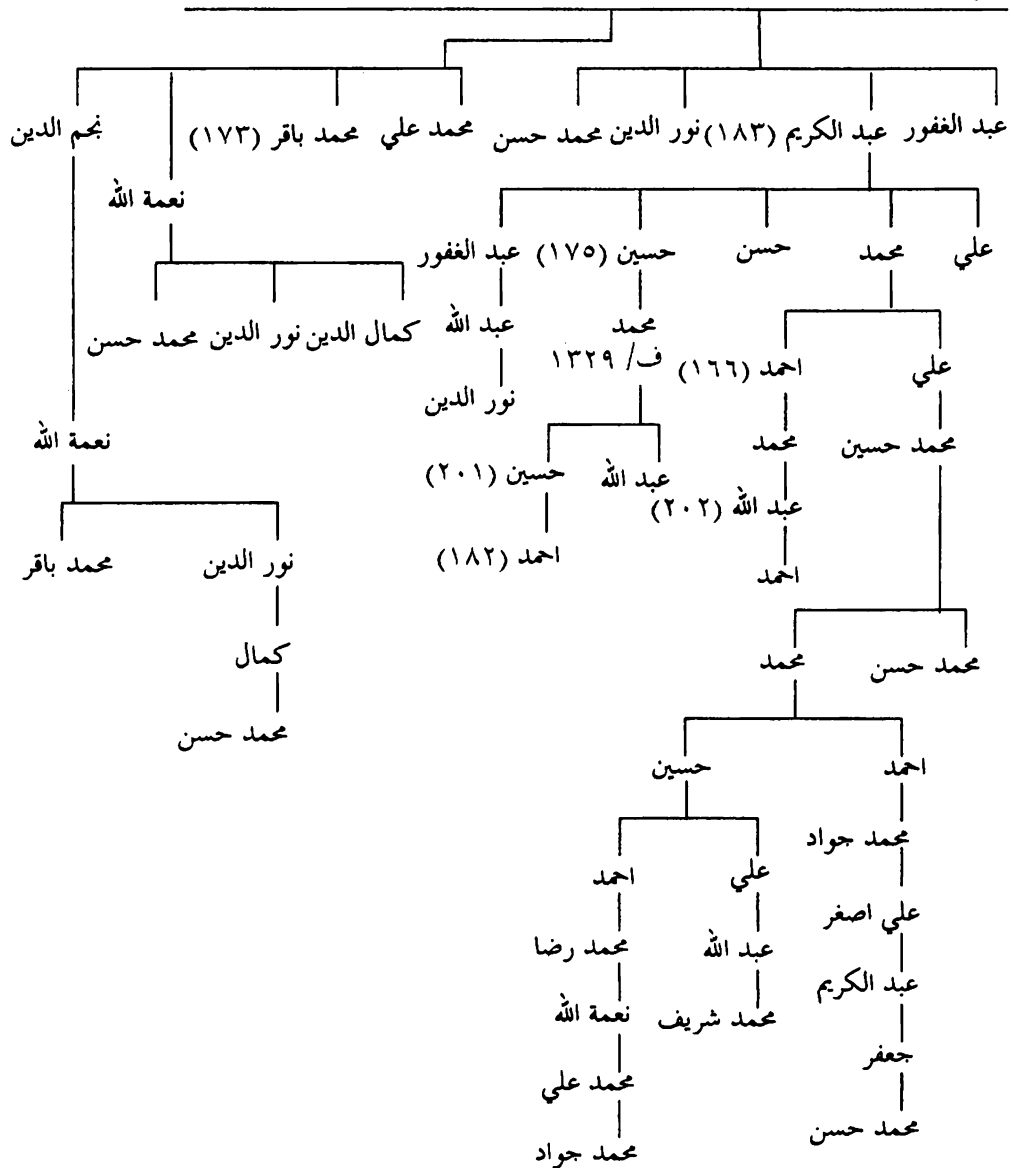 عبد الغفور عبد الكريم (١٨٣) نور الدين محمد حسن محمد علي محمد باقر (١٧٣) نجم الدين
نعمة الله
علي محمد حسن حسين (١٧٥) عبد الغفور
كمال الدين نور الدين محمد حسن
محمد عبد الله
ف/ ١٣٢٩
علي احمد (١٦٦)
نور الدين
محمد حسين محمد نعمة الله
عبد الله حسين (٢٠١)
عبد الله (٢٠٢)
احمد (١٨٢) نور الدين محمد باقر
احمد
محمد حسن محمد كمال
محمد حسن
احمد حسين
محمد جواد
علي احمد
علي اصغر
عبد الله محمد رضا
عبد الكريم
محمد شريف نعمة الله
جعفر
محمد علي
محمد حسن
محمد جواد